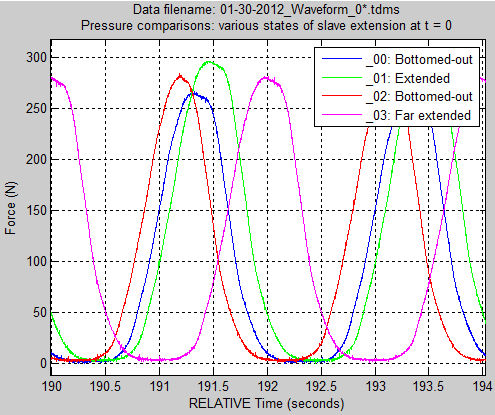 Data filename: 01-30-2012_Waveform_0*.tdms
Pressure comparisons: various states of slave extension at t = 0
_00: Bottomed-out
_01: Extended
_02: Bottomed-out
_03: Far extended
Force (N)
300
250
200
150
100
50
0
190
190.5
191
191.5
192
192.5
193
193.5
194
RELATIVE Time (seconds)